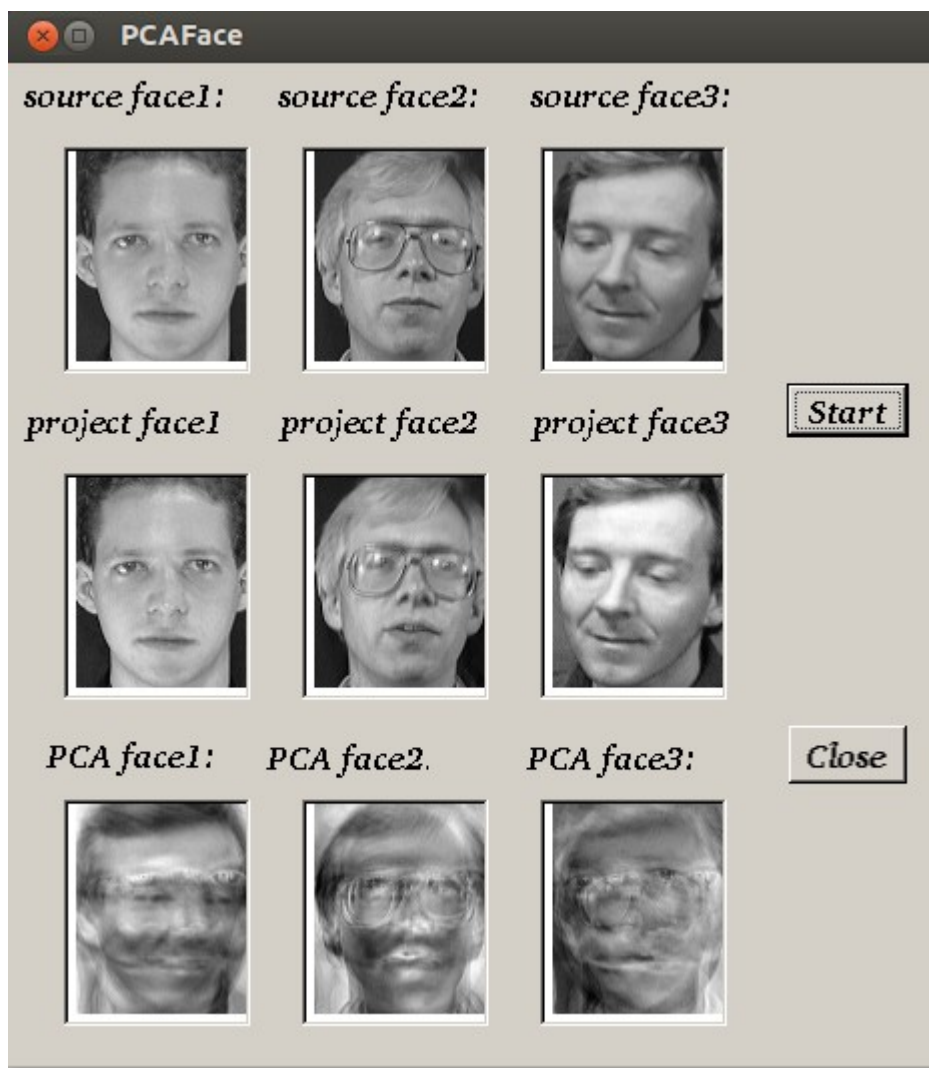 PCAFace
source face1: source face2: source face3:
project face1 project face2 project face3
Start
PCA face1: PCA face2. PCA face3:
Close